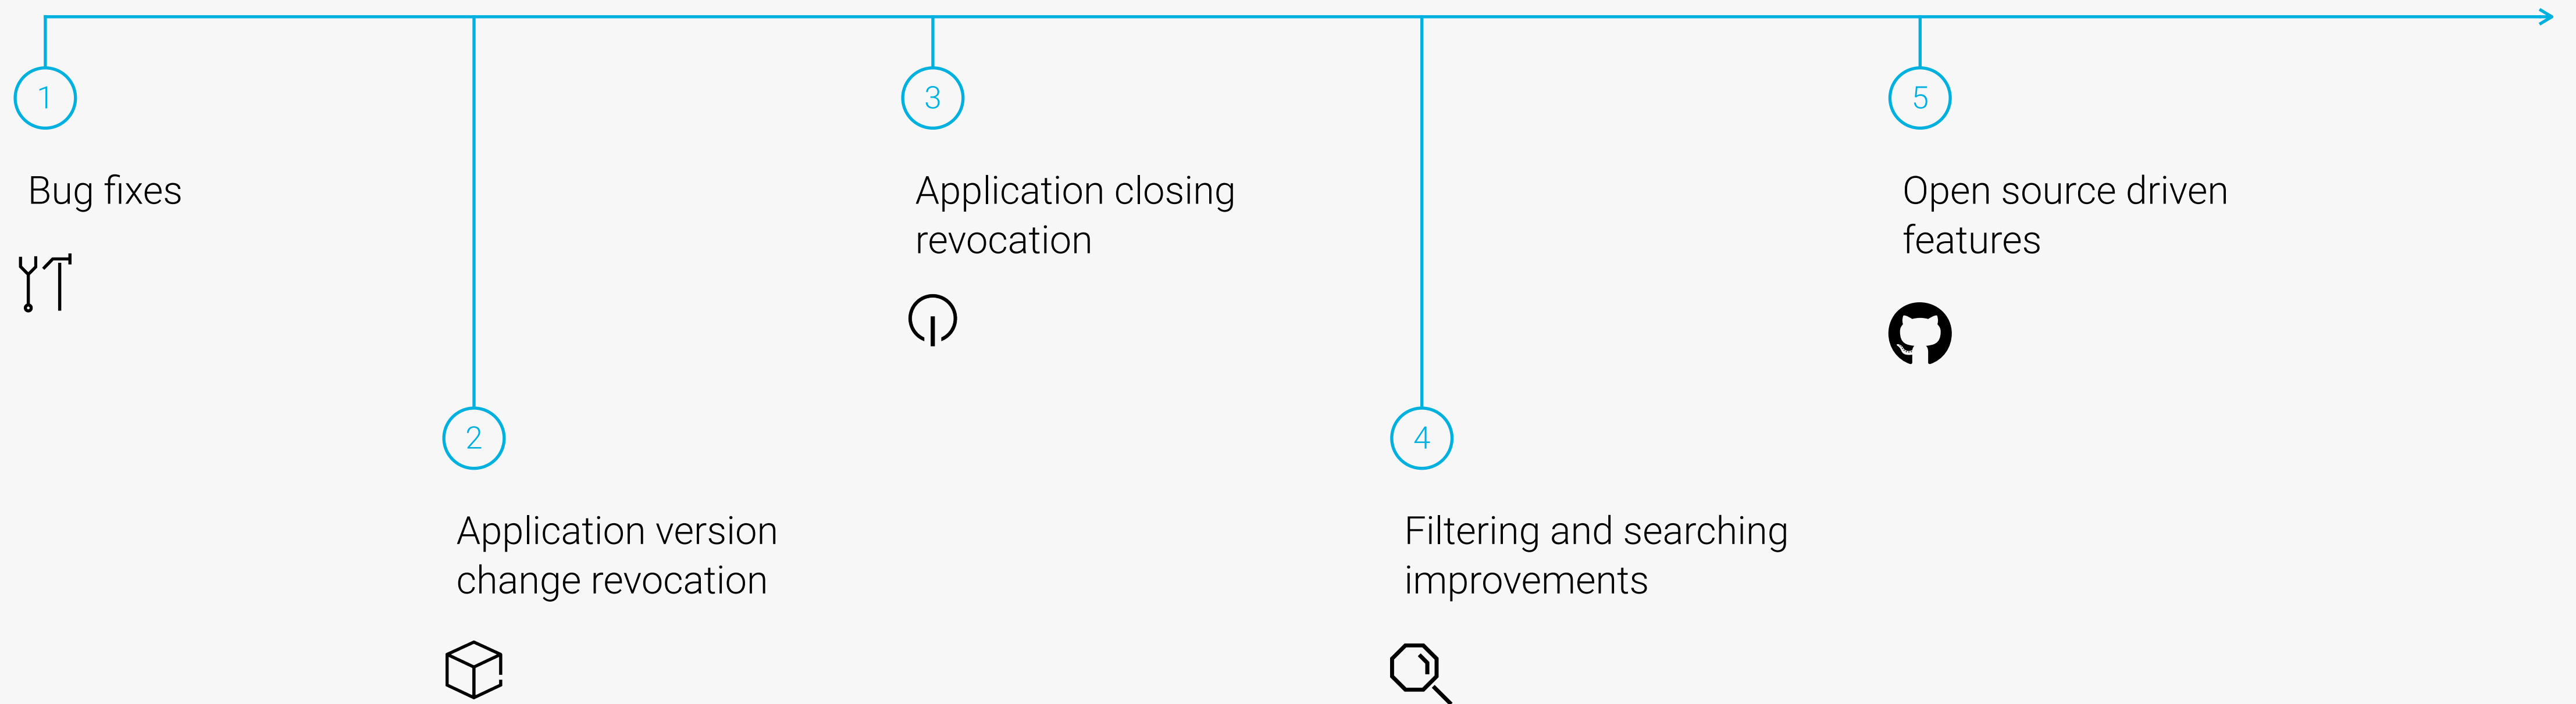 1
Bug fixes
2
Application version
change revocation
3
Application closing
revocation
4
Filtering and searching
improvements
5
Open source driven
features